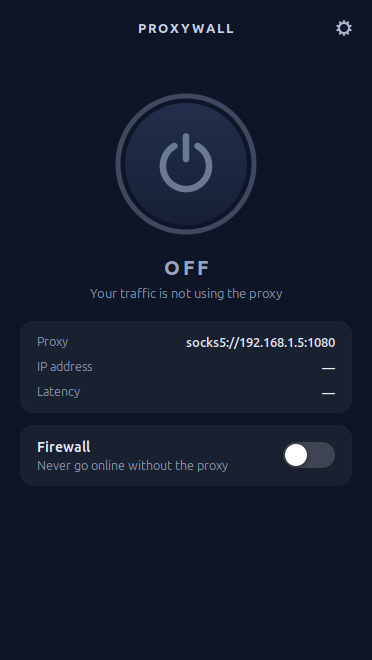 PROXYWALL
OFF
Your traffic is not using the proxy
Proxy socks5://192.168.1.5:1080
IP address —
Latency —
Firewall
Never go online without the proxy